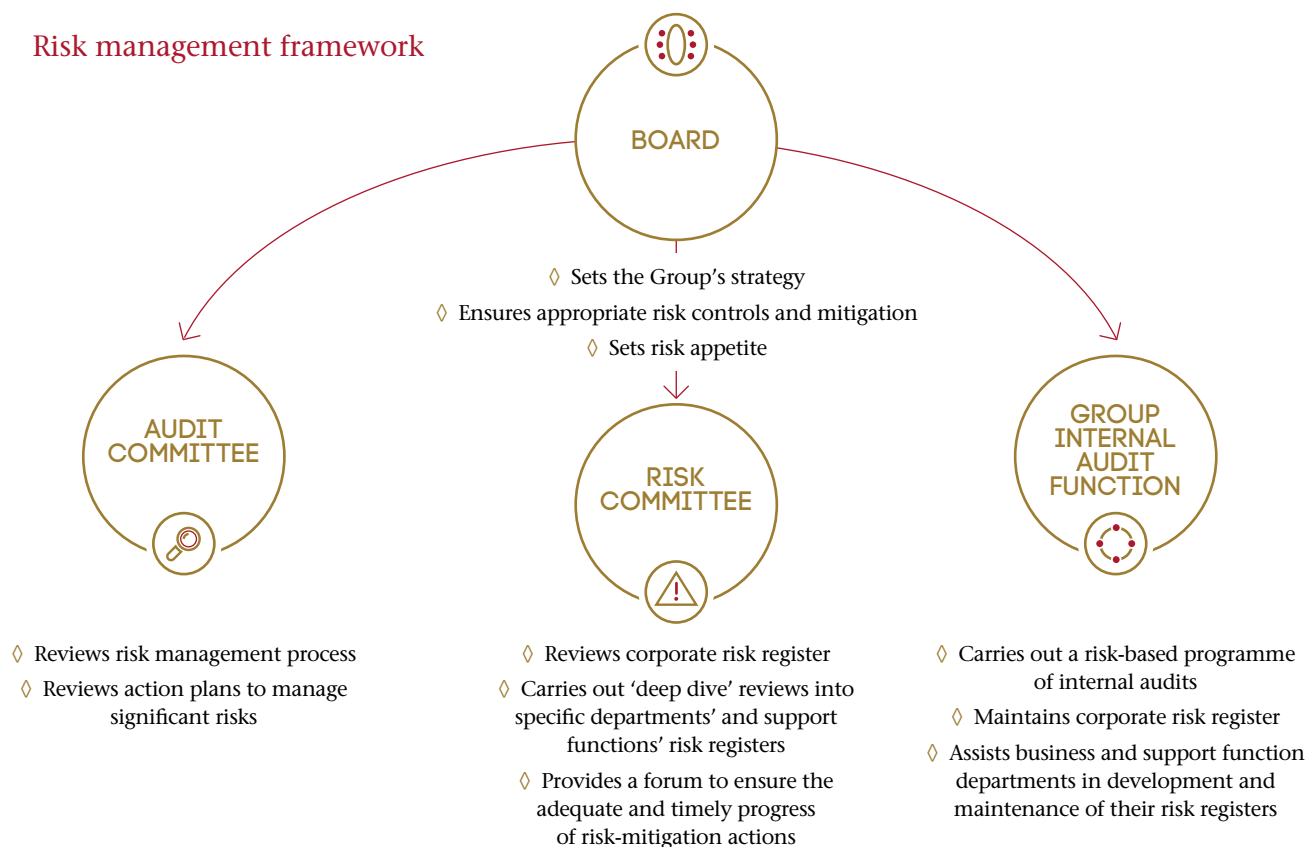 Risk management framework
BOARD
◊ Sets the Group’s strategy
◊ Ensures appropriate risk controls and mitigation
◊ Sets risk appetite
AUDIT
COMMITTEE
◊ Reviews risk management process
◊ Reviews action plans to manage
significant risks
RISK
COMMITTEE
◊ Reviews corporate risk register
◊ Carries out ‘deep dive’ reviews into
specific departments’ and support
functions’ risk registers
◊ Provides a forum to ensure the
adequate and timely progress
of risk-mitigation actions
GROUP
INTERNAL
AUDIT
FUNCTION
◊ Carries out a risk-based programme
of internal audits
◊ Maintains corporate risk register
◊ Assists business and support function
departments in development and
maintenance of their risk registers